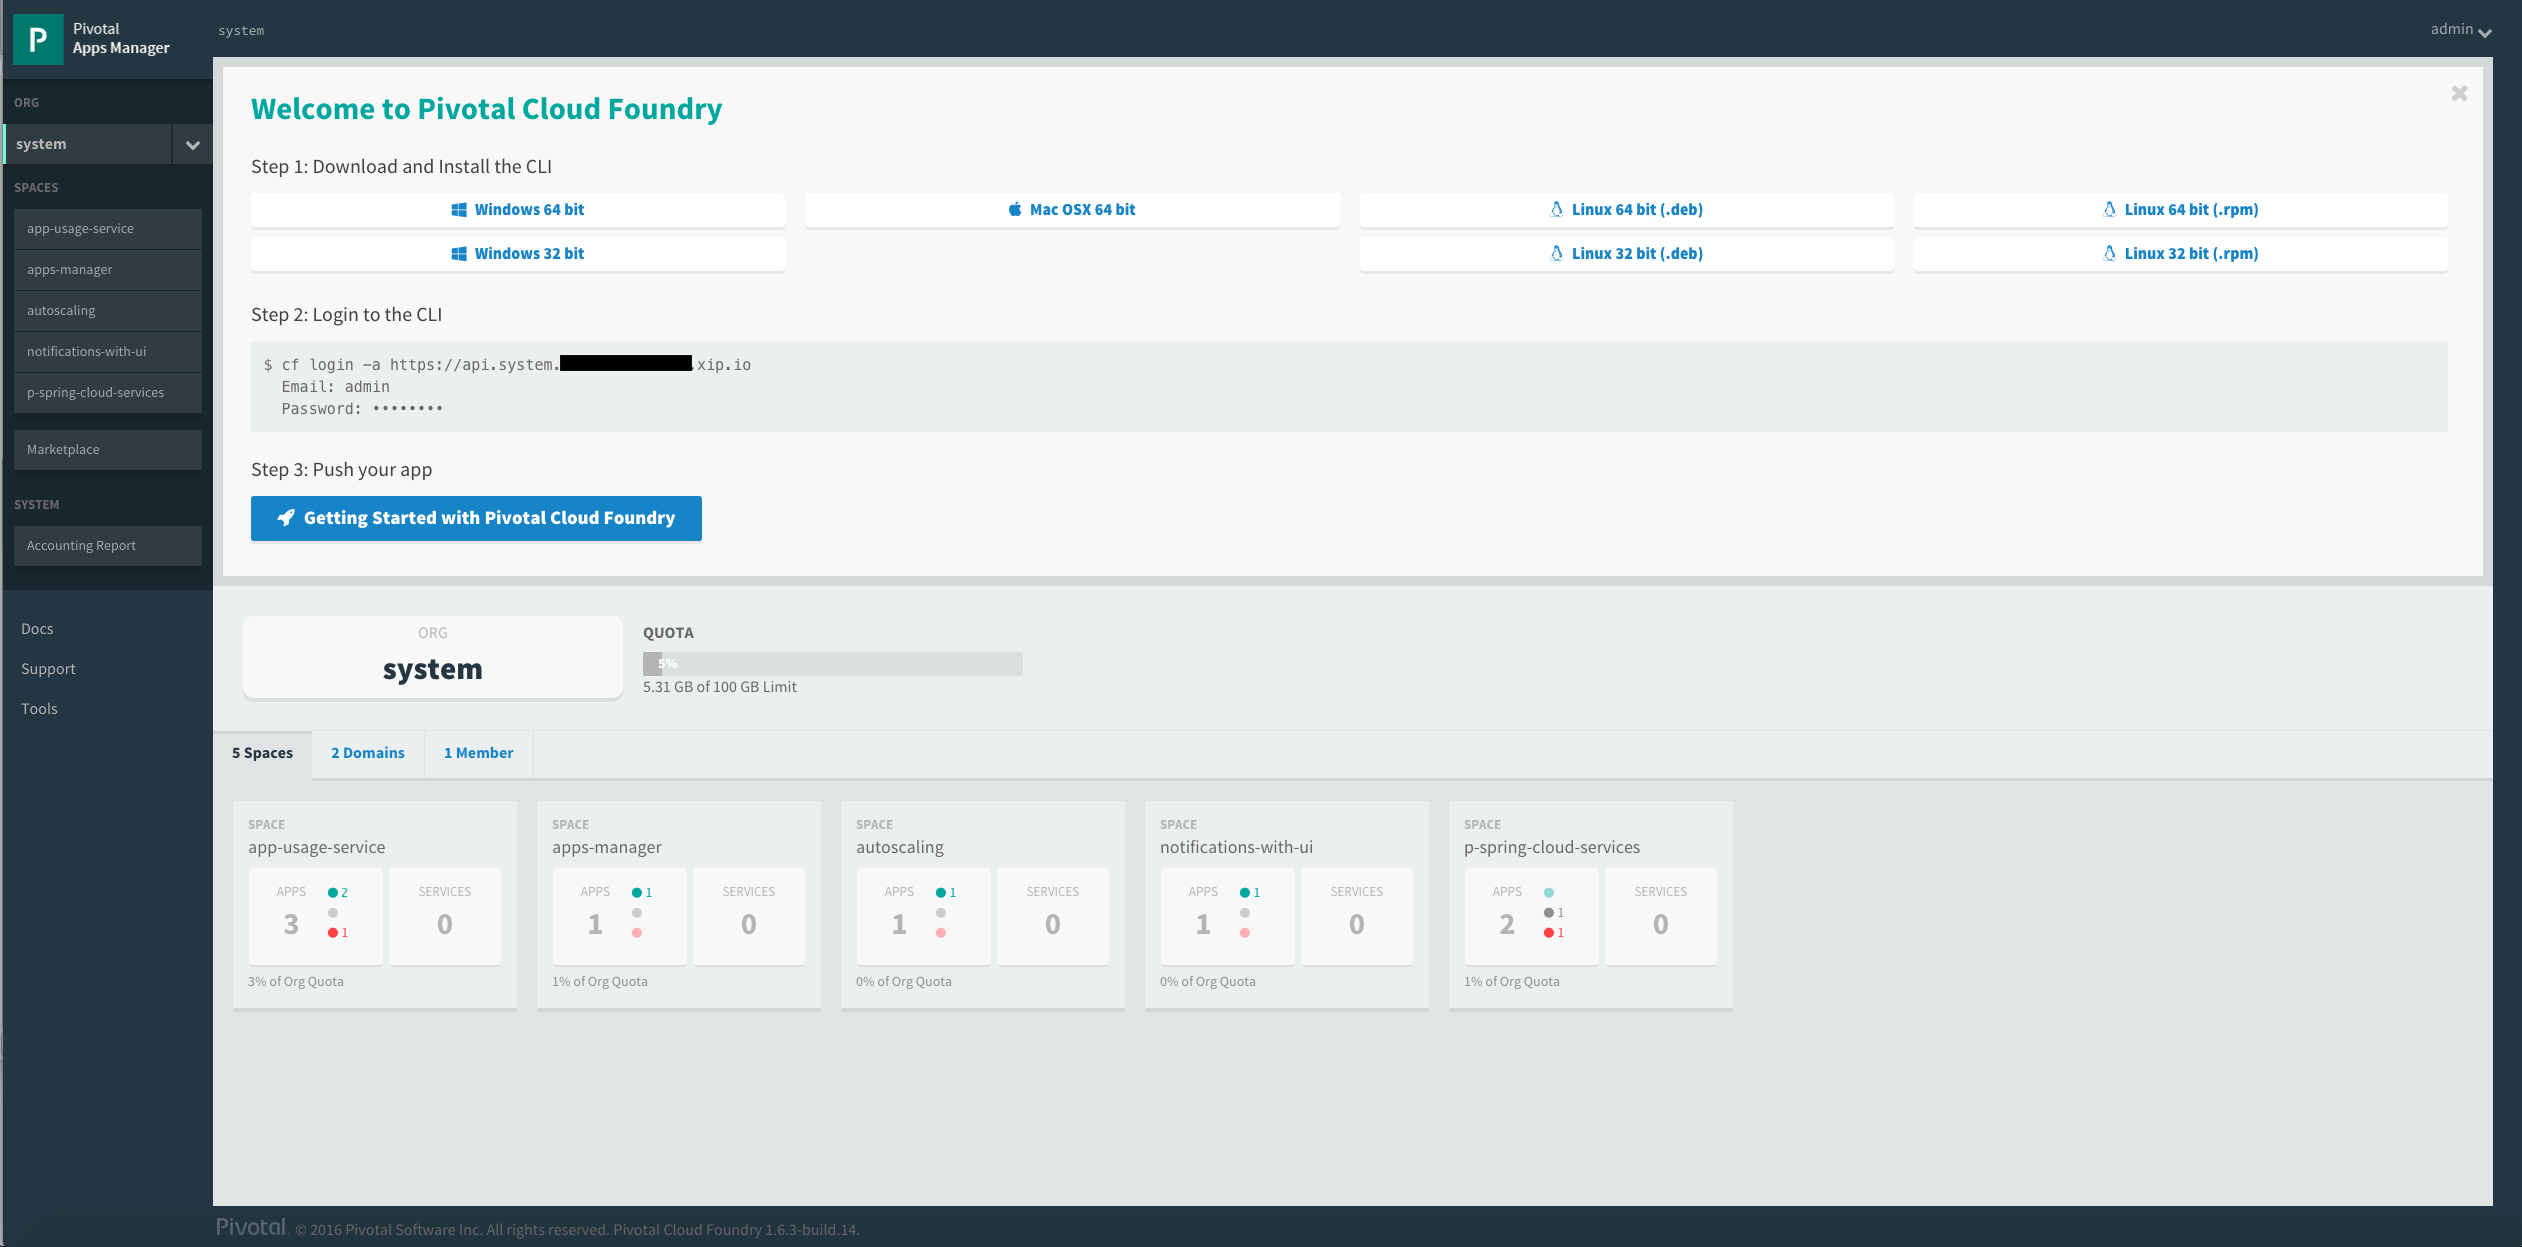 Pivotal
Apps Manager
system
admin
ORG
system
SPACES
app-usage-service
apps-manager
autoscaling
notifications-with-ui
p-spring-cloud-services
Marketplace
SYSTEM
Accounting Report
Docs
Support
Tools
Welcome to Pivotal Cloud Foundry
Step 1: Download and Install the CLI
Windows 64 bit
Mac OSX 64 bit
Linux 64 bit (.deb)
Linux 64 bit (.rpm)
Windows 32 bit
Linux 32 bit (.deb)
Linux 32 bit (.rpm)
Step 2: Login to the CLI
$ cf login -a https://api.system. .xip.io
Email: admin
Password: ••••••••
Step 3: Push your app
Getting Started with Pivotal Cloud Foundry
ORG
system
QUOTA
5%
5.31 GB of 100 GB Limit
5 Spaces
2 Domains
1 Member
SPACE
app-usage-service
APPS
3
2
1
SERVICES
0
3% of Org Quota
SPACE
apps-manager
APPS
1
1
SERVICES
0
1% of Org Quota
SPACE
autoscaling
APPS
1
1
SERVICES
0
0% of Org Quota
SPACE
notifications-with-ui
APPS
1
1
SERVICES
0
0% of Org Quota
SPACE
p-spring-cloud-services
APPS
2
1
1
SERVICES
0
1% of Org Quota
Pivotal © 2016 Pivotal Software Inc. All rights reserved. Pivotal Cloud Foundry 1.6.3-build.14.